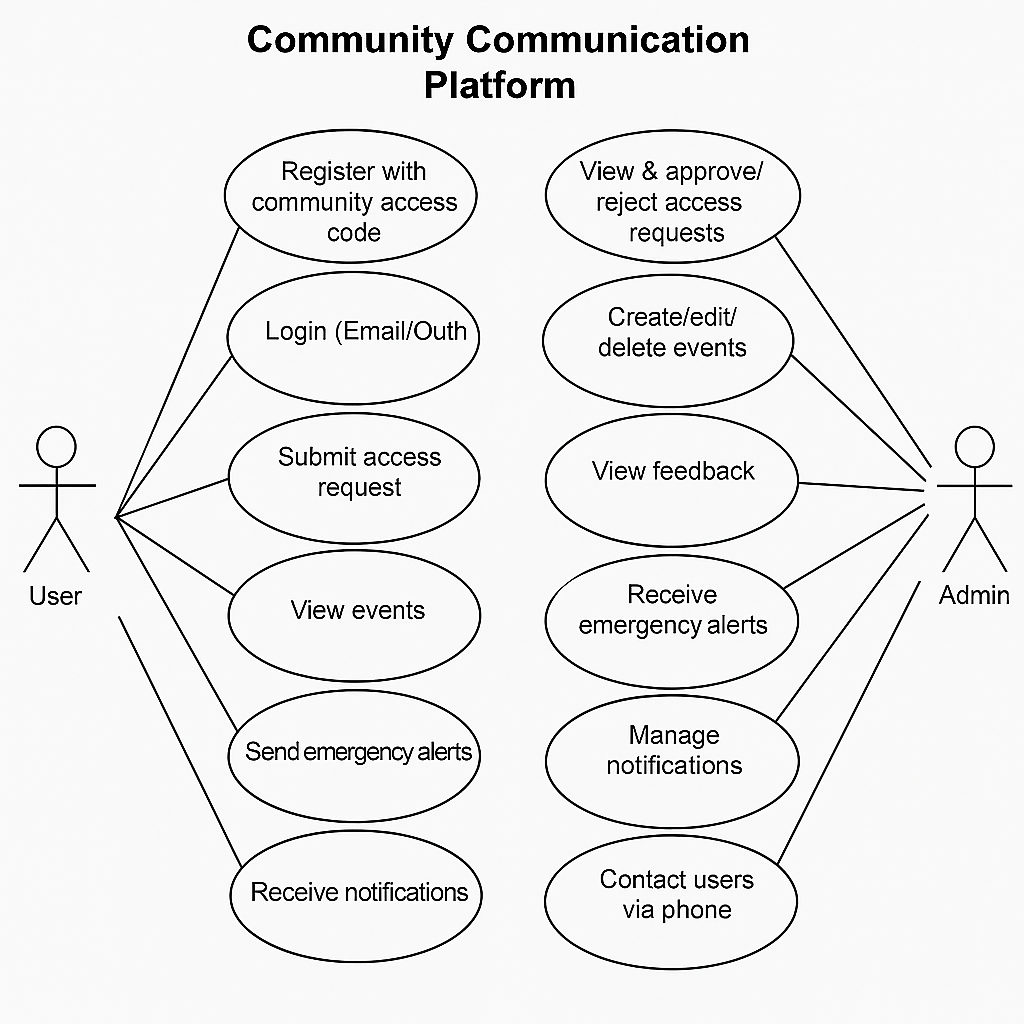 Community Communication
Platform
Register with
community access
code
Login (Email/Outh
Submit access
request
View events
Send emergency alerts
Receive notifications
View & approve/
reject access
requests
Create/edit/
delete events
View feedback
Receive
emergency alerts
Manage
notifications
Contact users
via phone
User
Admin